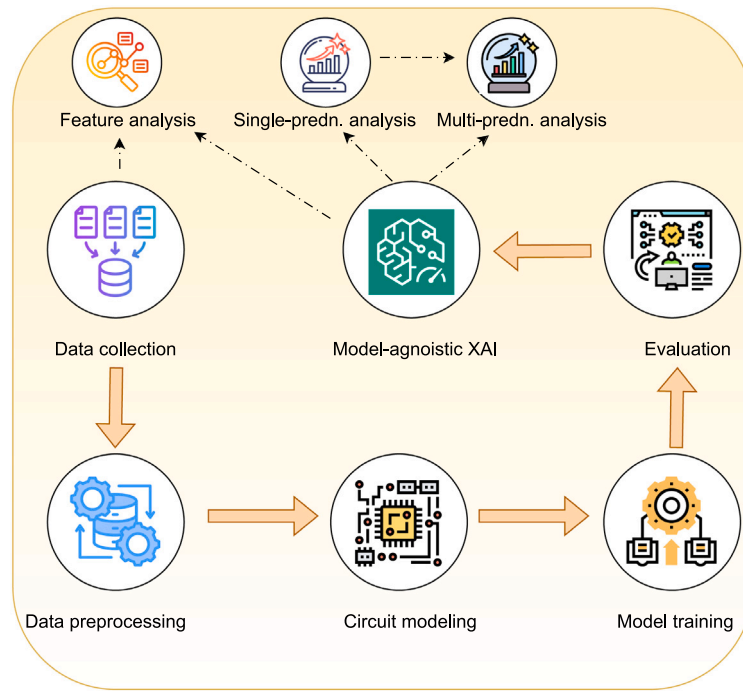 Feature analysis
Single-predn. analysis
Multi-predn. analysis
Data collection
Model-agnoistic XAI
Evaluation
Data preprocessing
Circuit modeling
Model training